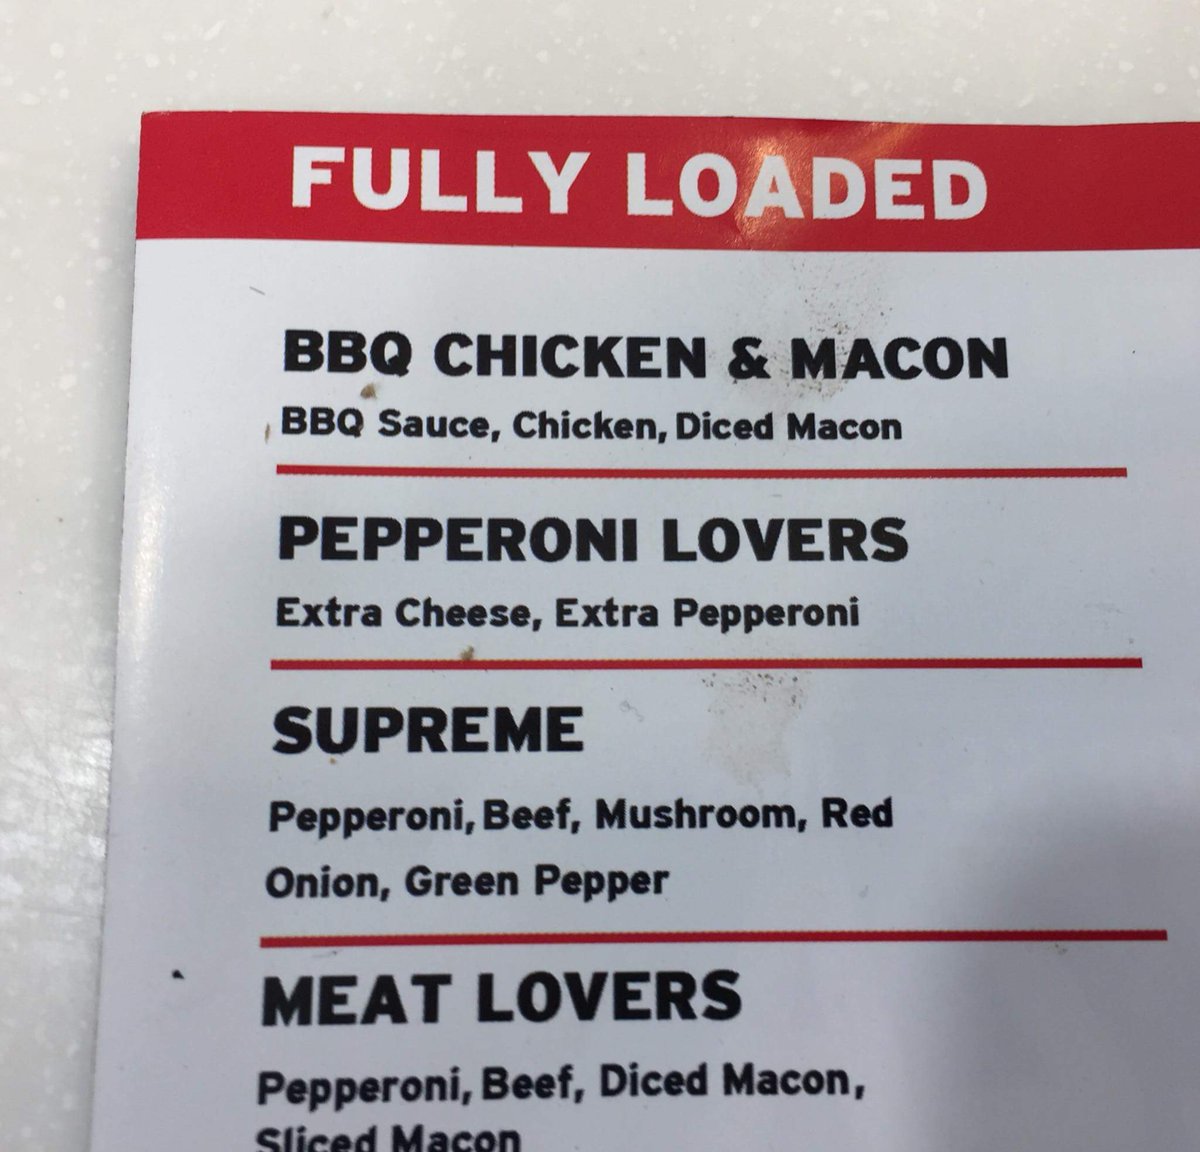 FULLY LOADED
BBQ CHICKEN & MACON
BBQ Sauce, Chicken, Diced Macon
PEPPERONI LOVERS
Extra Cheese, Extra Pepperoni
SUPREME
Pepperoni, Beef, Mushroom, Red
Onion, Green Pepper
MEAT LOVERS
Pepperoni, Beef, Diced Macon,
Sliced Macon